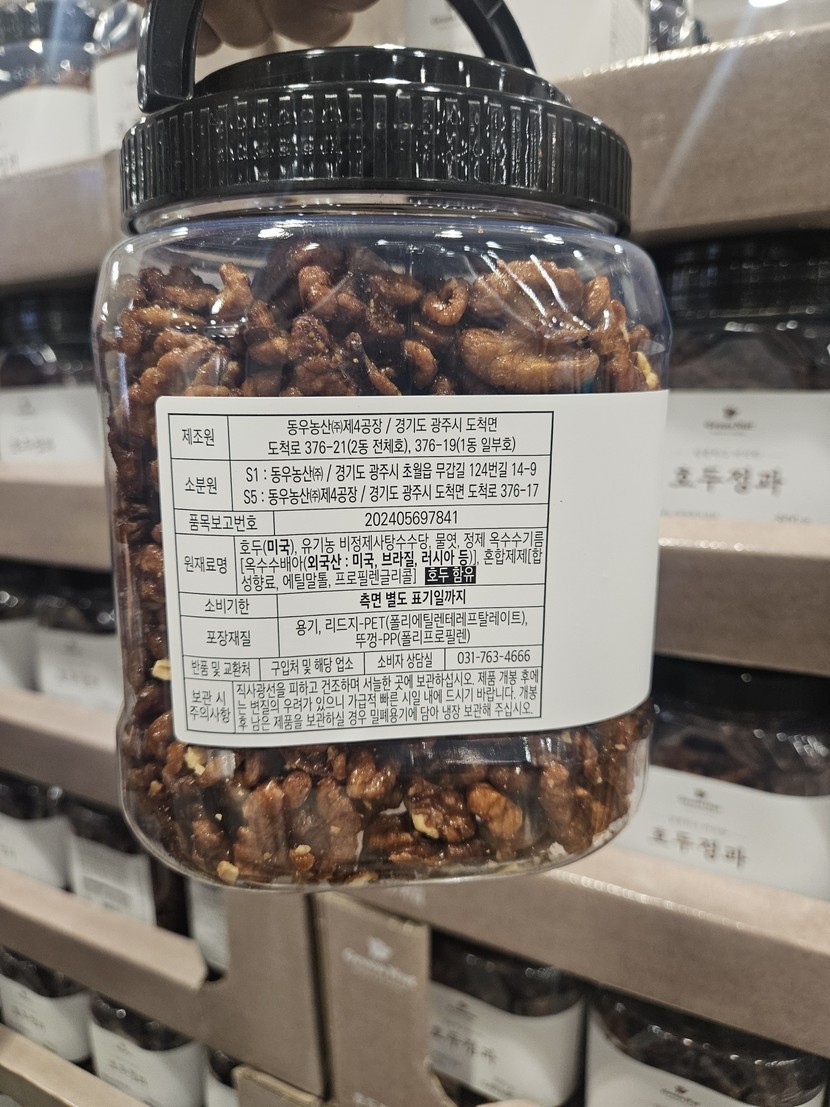 제조원
동우농산㈜제4공장 / 경기도 광주시 도척면
도척로 376-21(2동 전체호), 376-19(1동 일부호)
소분원
S1 : 동우농산㈜ / 경기도 광주시 초월읍 무갑길 124번길 14-9
S5 : 동우농산㈜제4공장 / 경기도 광주시 도척면 도척로 376-17
품목보고번호
202405697841
원재료명
호두(미국), 유기농 비정제사탕수수당, 물엿, 정제 옥수수기름
[옥수수배아(외국산 : 미국, 브라질, 러시아 등)], 혼합제제[합
성향료, 에틸말톨, 프로필렌글리콜] 호두 함유
소비기한
측면 별도 표기일까지
포장재질
용기, 리드지-PET(폴리에틸렌테레프탈레이트),
뚜껑-PP(폴리프로필렌)
반품 및 교환처
구입처 및 해당 업소
소비자 상담실
031-763-4666
보관 시
주의사항
직사광선을 피하고 건조하며 서늘한 곳에 보관하십시오. 제품 개봉 후에
는 변질의 우려가 있으니 가급적 빠른 시일 내에 드시기 바랍니다. 개봉
후 남은 제품을 보관하실 경우 밀폐용기에 담아 냉장 보관해 주십시오.
호두정과
호두정과
호두정과